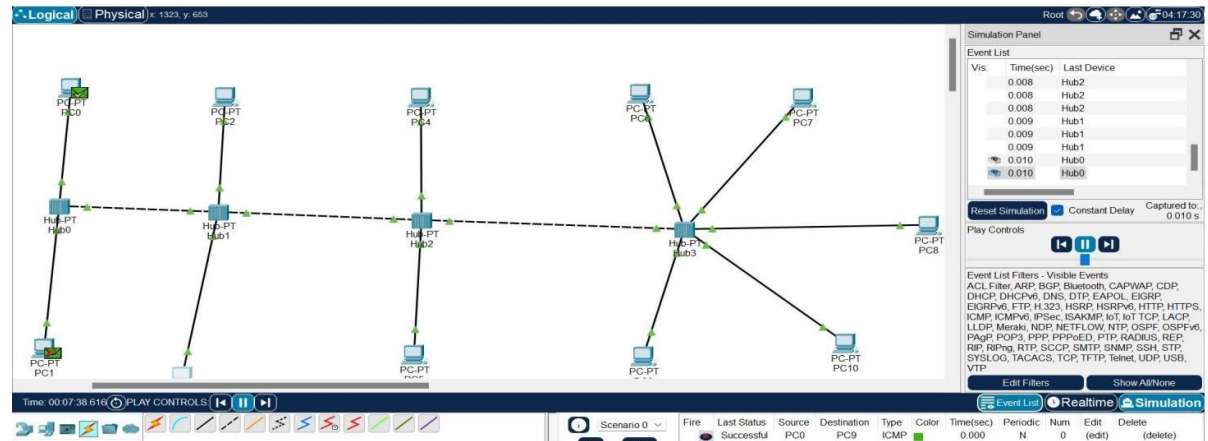 Logical Physical x: 1323, y: 653 Root 04:17:30
Simulation Panel
Event List
Vis. Time(sec) Last Device
0.008 Hub2
0.008 Hub2
0.008 Hub2
0.009 Hub1
0.009 Hub1
0.009 Hub1
0.010 Hub0
0.010 Hub0
Reset Simulation Constant Delay Captured to:
0.010 s
Play Controls
Event List Filters - Visible Events
ACL Filter, ARP, BGP, Bluetooth, CAPWAP, CDP,
DHCP, DHCPv6, DNS, DTP, EAPOL, EIGRP,
EIGRPv6, FTP, H.323, HSRP, HSRPv6, HTTP, HTTPS,
ICMP, ICMPv6, IPSec, ISAKMP, IoT, IoT TCP, LACP,
LLDP, Meraki, NDP, NETFLOW, NTP, OSPF, OSPFv6,
PAgP, POP3, PPP, PPPoED, PTP, RADIUS, REP,
RIP, RIPng, RTP, SCCP, SMTP, SNMP, SSH, STP,
SYSLOG, TACACS, TCP, TFTP, Telnet, UDP, USB,
VTP
Edit Filters Show All/None
Event List Realtime Simulation
PC-PT
PC0
PC-PT
PC2
PC-PT
PC4
PC-PT
PC-PT
PC7
Hub-PT
Hub0
Hub-PT
Hub1
Hub-PT
Hub2
Hub-PT
Hub3
PC-PT
PC8
PC-PT
PC1
PC-PT
PC-PT
PC-PT
PC10
Time: 00:07:38.616 PLAY CONTROLS:
Scenario 0
Fire Last Status Source Destination Type Color Time(sec) Periodic Num Edit Delete
Successful PC0 PC9 ICMP 0.000 N 0 (edit) (delete)